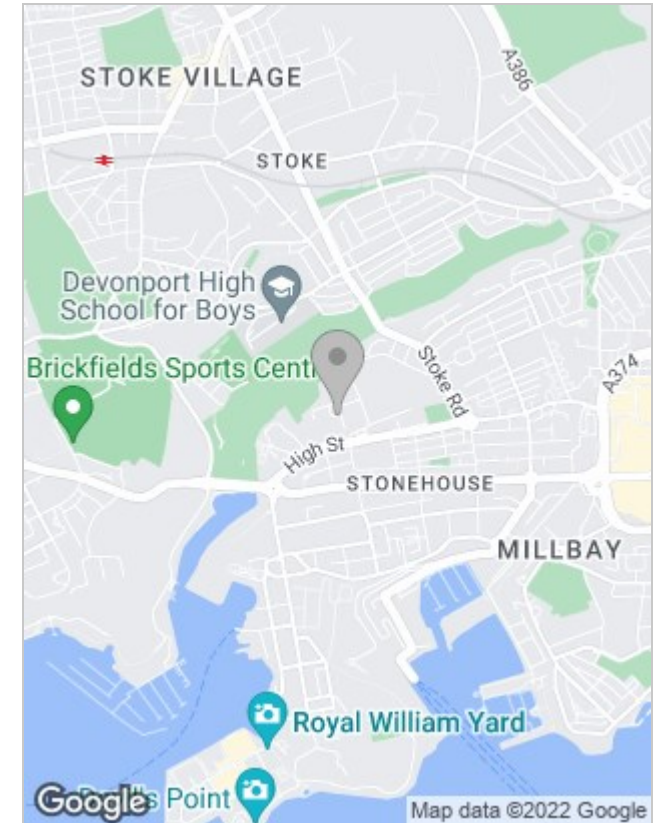 STOKE VILLAGE
A386
STOKE
Devonport High
School for Boys
Brickfields Sports Cent
Stoke Rd
A374
High St
STONEHOUSE
MILLBAY
Royal William Yard
Google
Point
Map data ©2022 Google